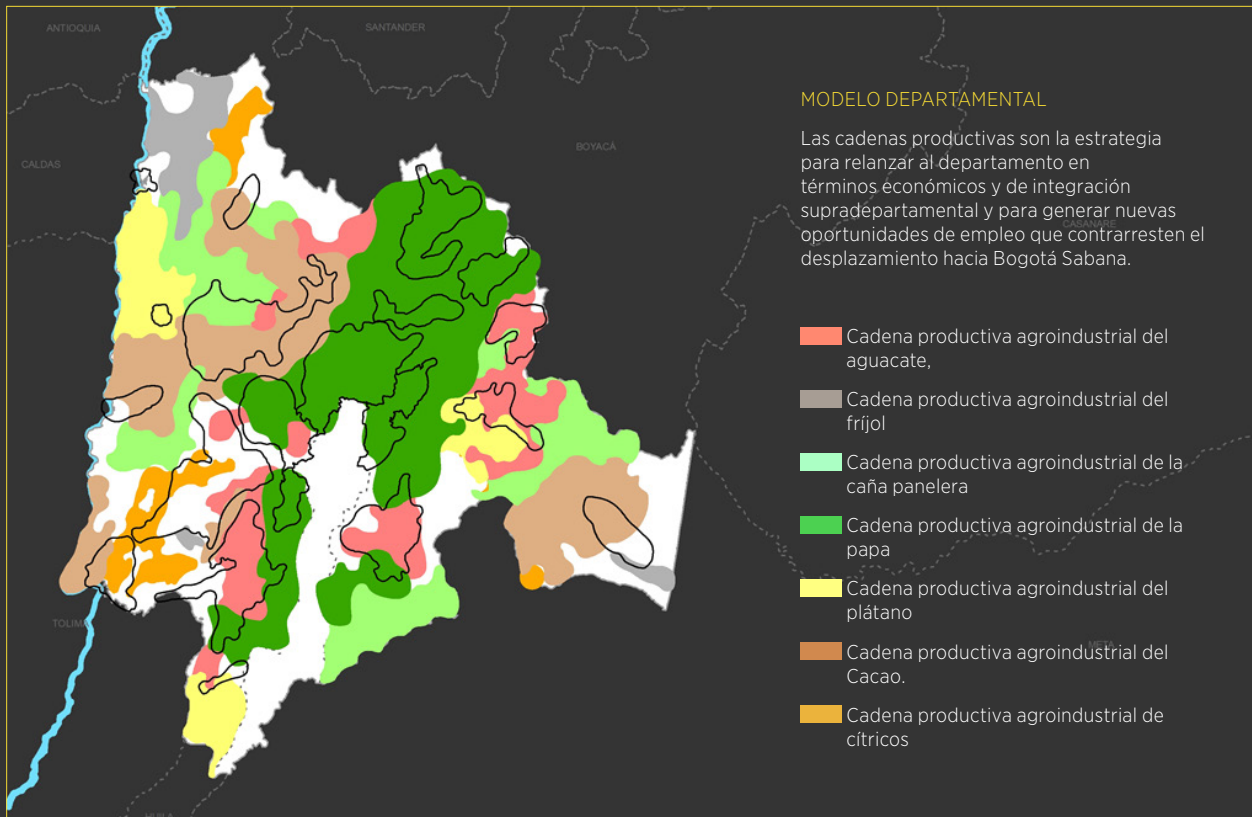 ANTIOQUIA
SANTANDER
CALDAS
BOYACÁ
CASANARE
TOLIMA
META
HUILA
MODELO DEPARTAMENTAL
Las cadenas productivas son la estrategia
para relanzar al departamento en
términos económicos y de integración
supradepartamental y para generar nuevas
oportunidades de empleo que contrarresten el
desplazamiento hacia Bogotá Sabana.
Cadena productiva agroindustrial del
aguacate,
Cadena productiva agroindustrial del
fríjol
Cadena productiva agroindustrial de la
caña panelera
Cadena productiva agroindustrial de la
papa
Cadena productiva agroindustrial del
plátano
Cadena productiva agroindustrial del
Cacao.
Cadena productiva agroindustrial de
cítricos